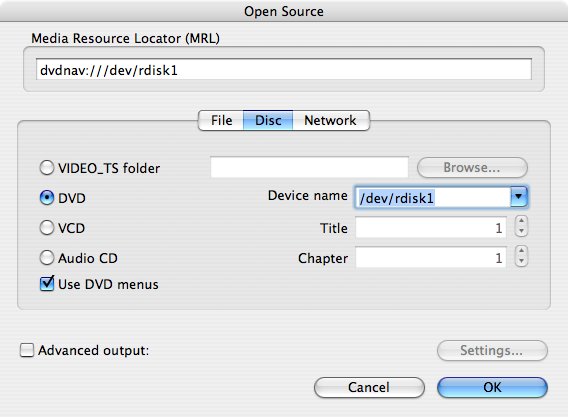 Open Source
Media Resource Locator (MRL)
dvdnav:///dev/rdisk1
File Disc Network
VIDEO_TS folder Browse...
DVD Device name /dev/rdisk1
VCD Title 1
Audio CD Chapter 1
Use DVD menus
Advanced output: Settings...
Cancel OK